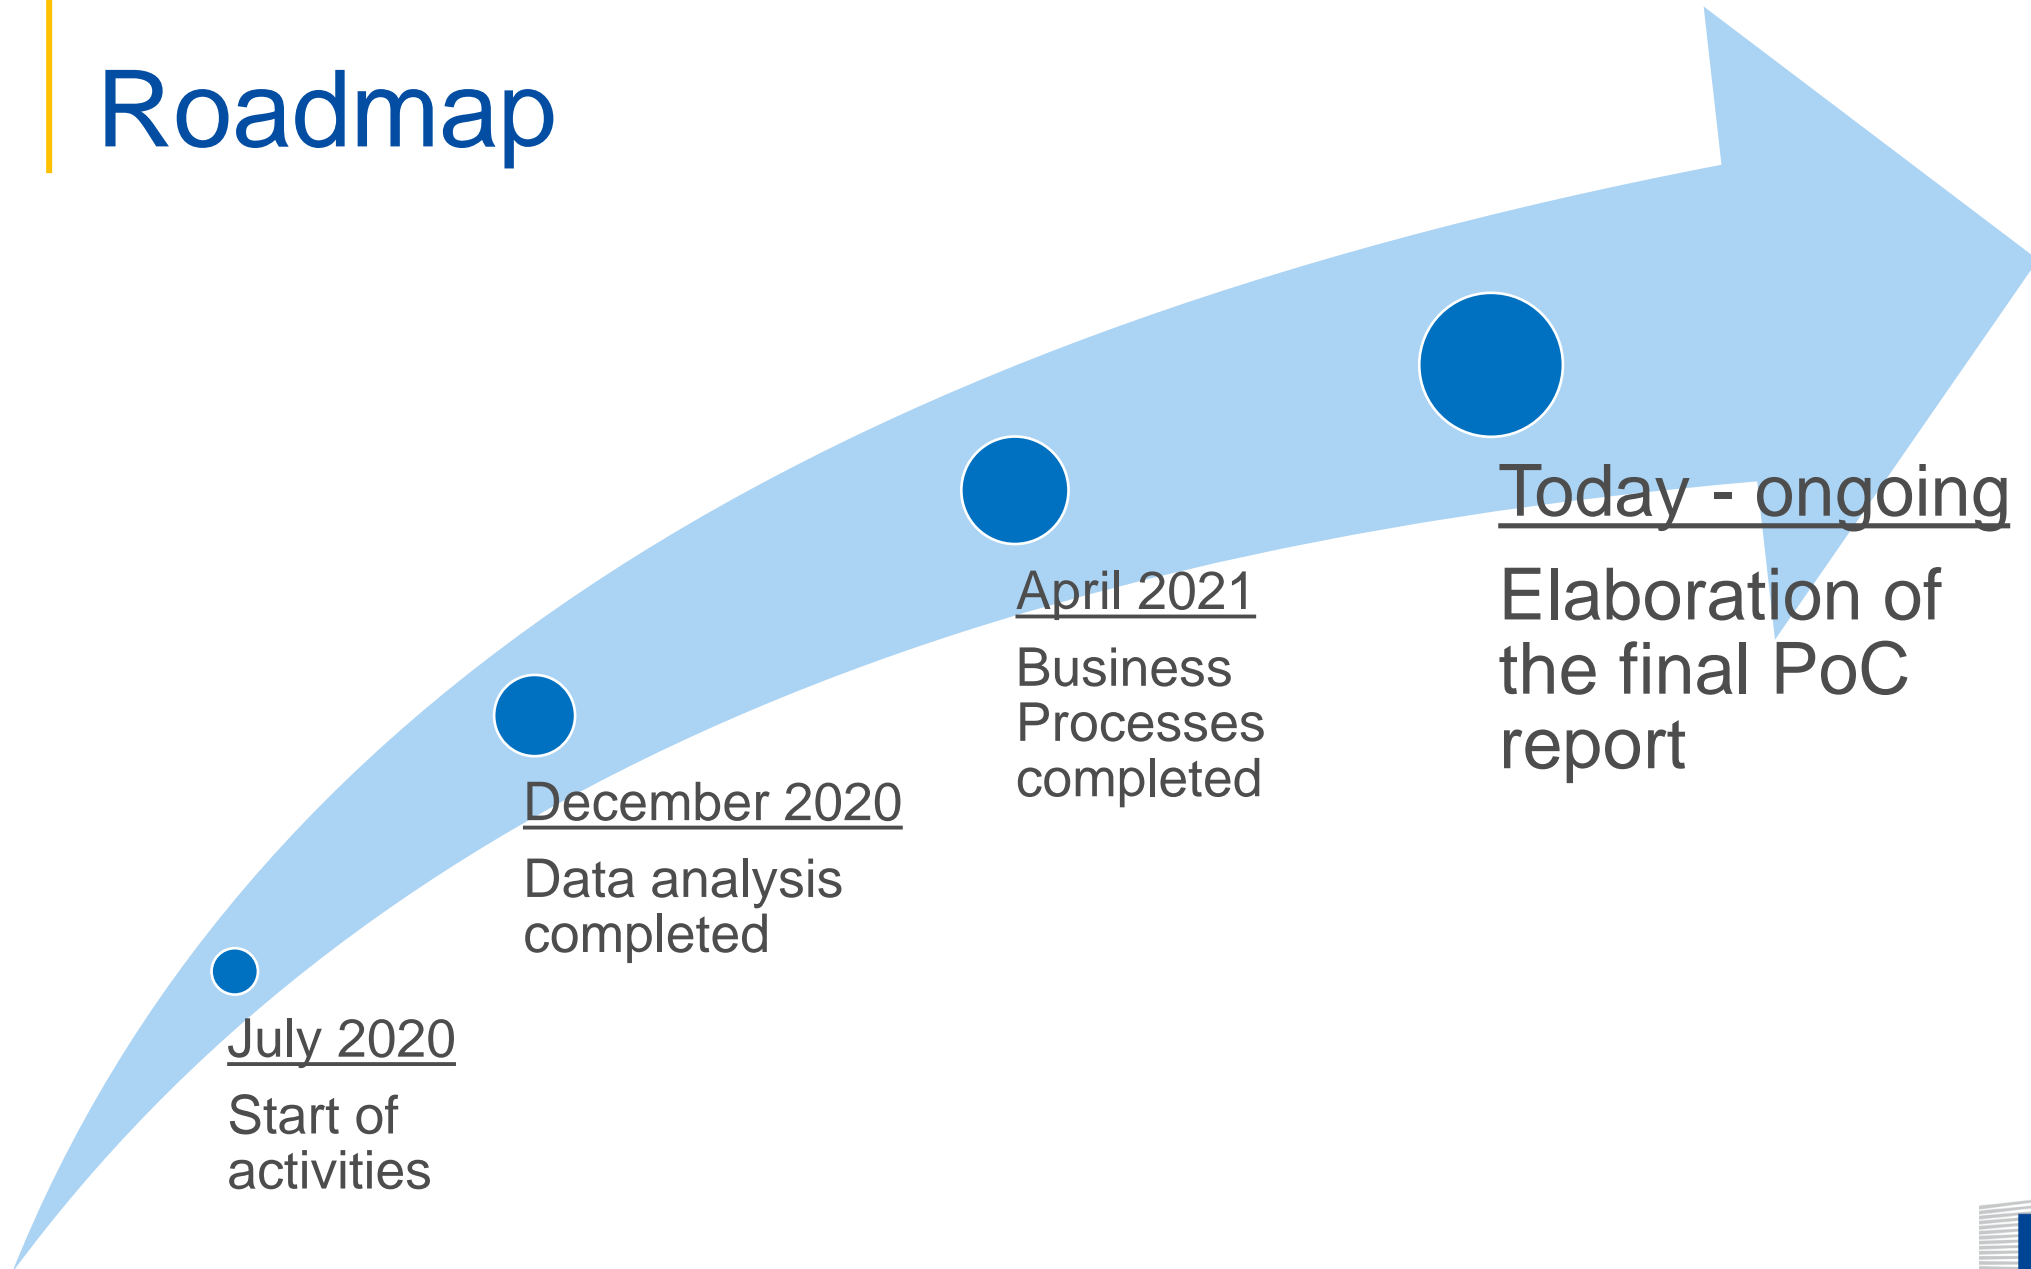 Roadmap
July 2020
Start of
activities
December 2020
Data analysis
completed
April 2021
Business
Processes
completed
Today - ongoing
Elaboration of
the final PoC
report